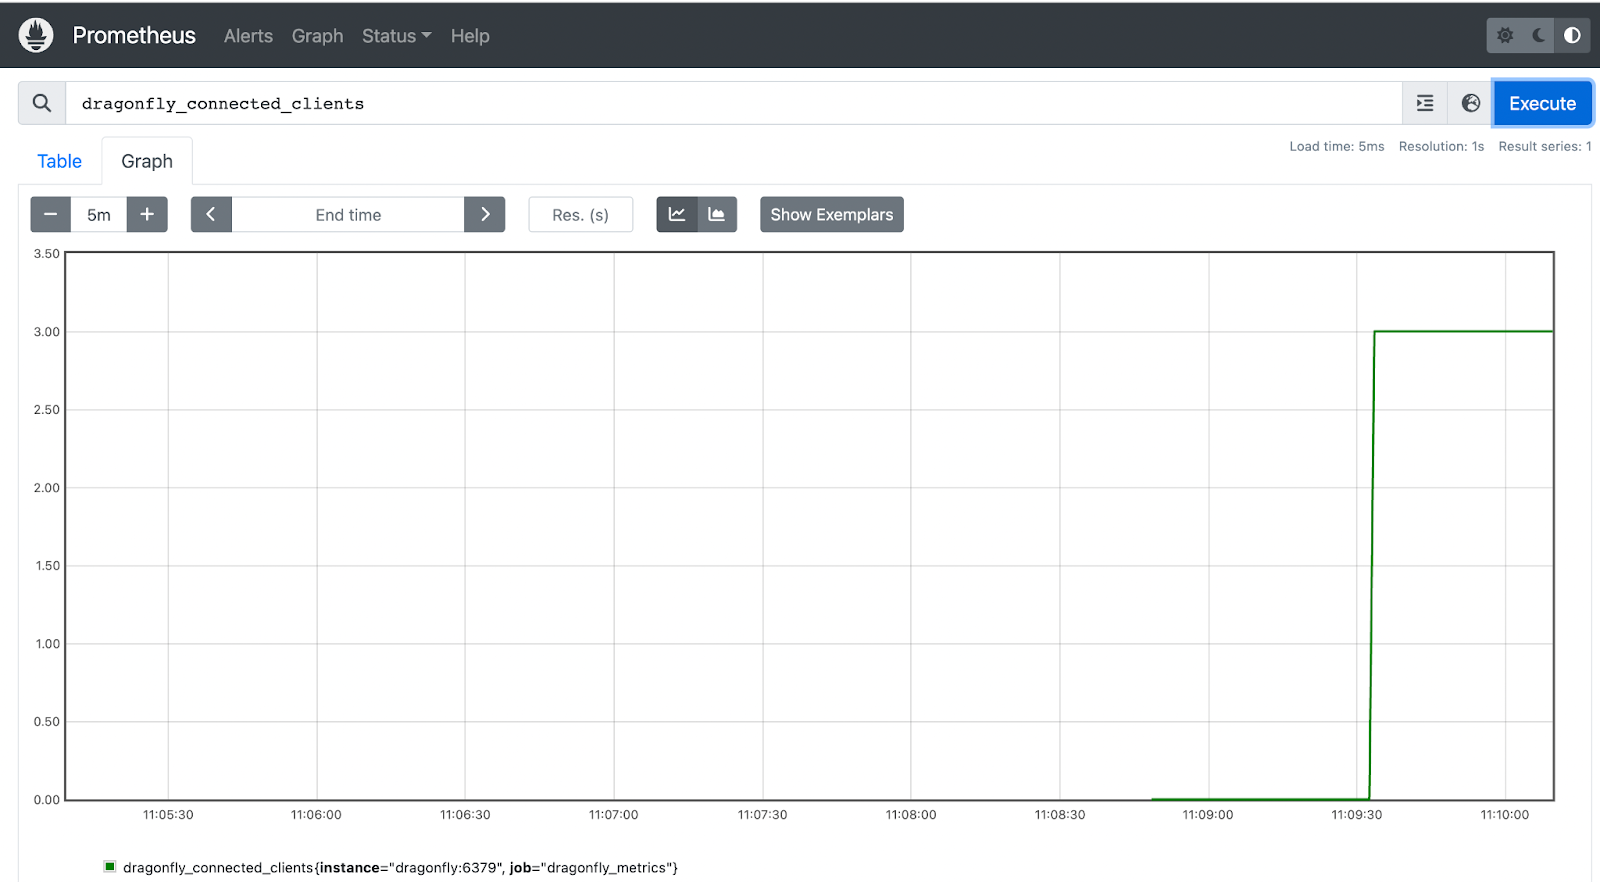 Prometheus Alerts Graph Status Help
dragonfly_connected_clients Execute
Load time: 5ms Resolution: 1s Result series: 1
Table Graph
− 5m + End time Res. (s) Show Exemplars
3.50
3.00
2.50
2.00
1.50
1.00
0.50
0.00
11:05:30 11:06:00 11:06:30 11:07:00 11:07:30 11:08:00 11:08:30 11:09:00 11:09:30 11:10:00
dragonfly_connected_clients{instance="dragonfly:6379", job="dragonfly_metrics"}